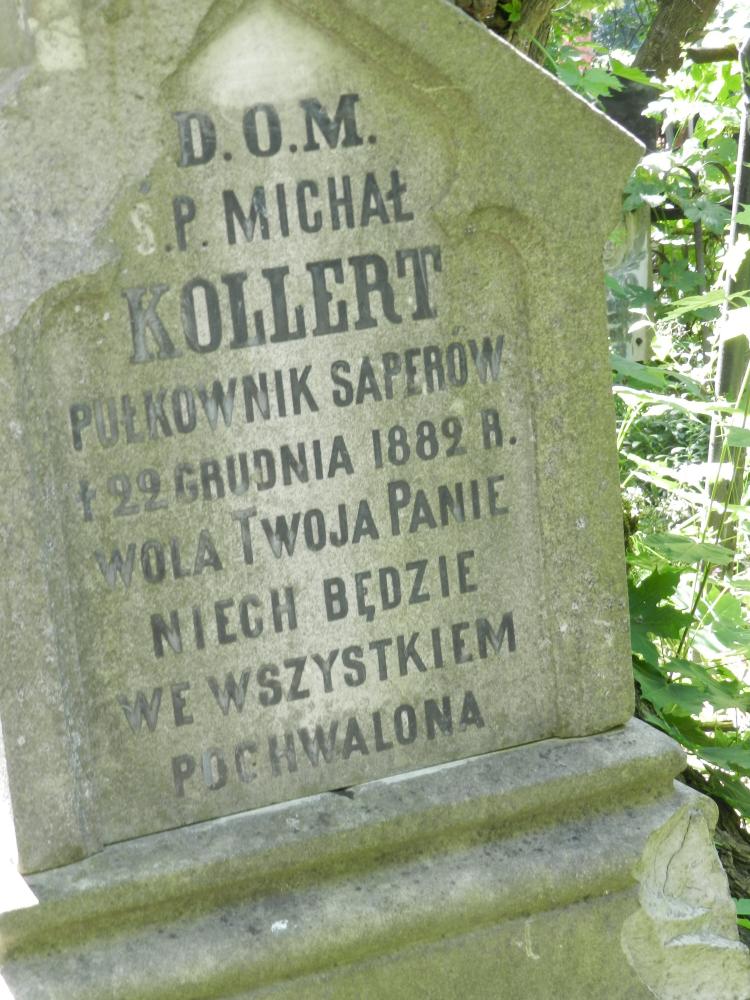 D.O.M.
Ś.P. MICHAŁ
KOLLERT
PUŁKOWNIK SAPERÓW
† 22 GRUDNIA 1882 R.
WOLA TWOJA PANIE
NIECH BĘDZIE
WE WSZYSTKIEM
POCHWALONA